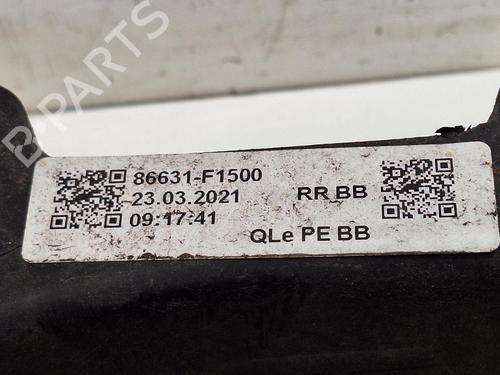 B-PARTS
86631-F1500
23.03.2021
RR BB
09:17:41
QLe PE BB